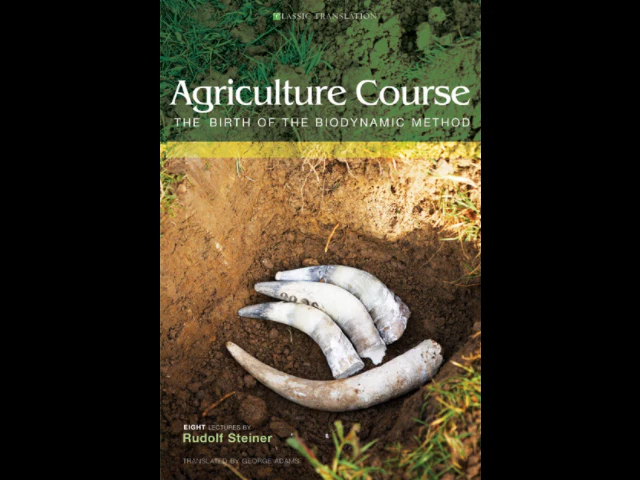 CLASSIC TRANSLATION
Agriculture Course
THE BIRTH OF THE BIODYNAMIC METHOD
EIGHT LECTURES BY
Rudolf Steiner
TRANSLATED BY GEORGE ADAMS